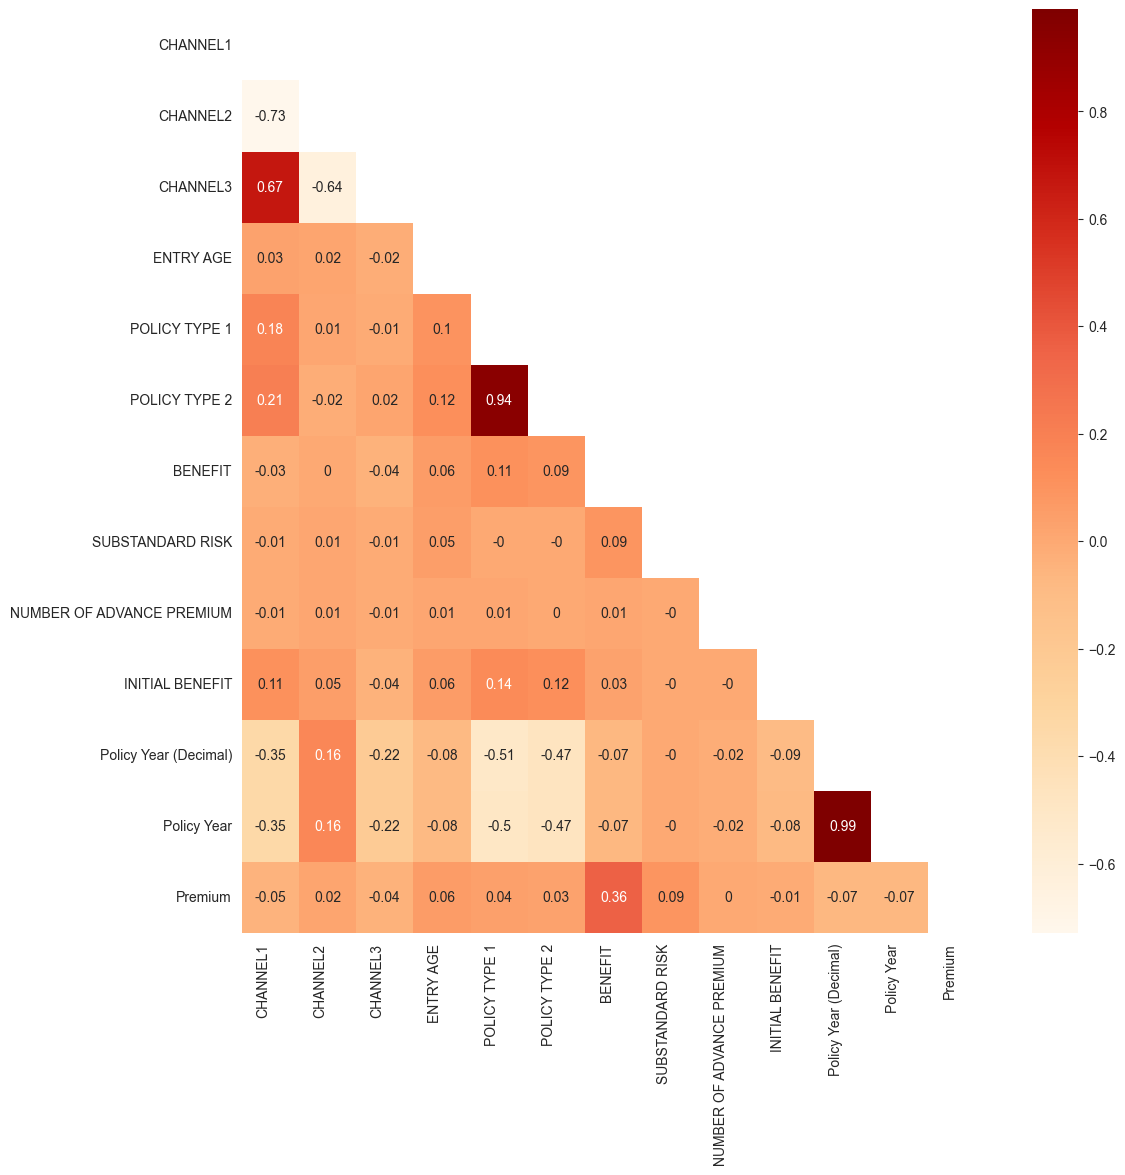 CHANNEL1
CHANNEL2 -0.73
0.8
CHANNEL3 0.67 -0.64
0.6
ENTRY AGE 0.03 0.02 -0.02
POLICY TYPE 1 0.18 0.01 -0.01 0.1
0.4
POLICY TYPE 2 0.21 -0.02 0.02 0.12 0.94
0.2
BENEFIT -0.03 0 -0.04 0.06 0.11 0.09
SUBSTANDARD RISK -0.01 0.01 -0.01 0.05 -0 -0 0.09
0.0
NUMBER OF ADVANCE PREMIUM -0.01 0.01 -0.01 0.01 0.01 0 0.01 -0
−0.2
INITIAL BENEFIT 0.11 0.05 -0.04 0.06 0.14 0.12 0.03 -0 -0
Policy Year (Decimal) -0.35 0.16 -0.22 -0.08 -0.51 -0.47 -0.07 -0 -0.02 -0.09
−0.4
Policy Year -0.35 0.16 -0.22 -0.08 -0.5 -0.47 -0.07 -0 -0.02 -0.08 0.99
−0.6
Premium -0.05 0.02 -0.04 0.06 0.04 0.03 0.36 0.09 0 -0.01 -0.07 -0.07
CHANNEL1
CHANNEL2
CHANNEL3
ENTRY AGE
POLICY TYPE 1
POLICY TYPE 2
BENEFIT
SUBSTANDARD RISK
NUMBER OF ADVANCE PREMIUM
INITIAL BENEFIT
Policy Year (Decimal)
Policy Year
Premium